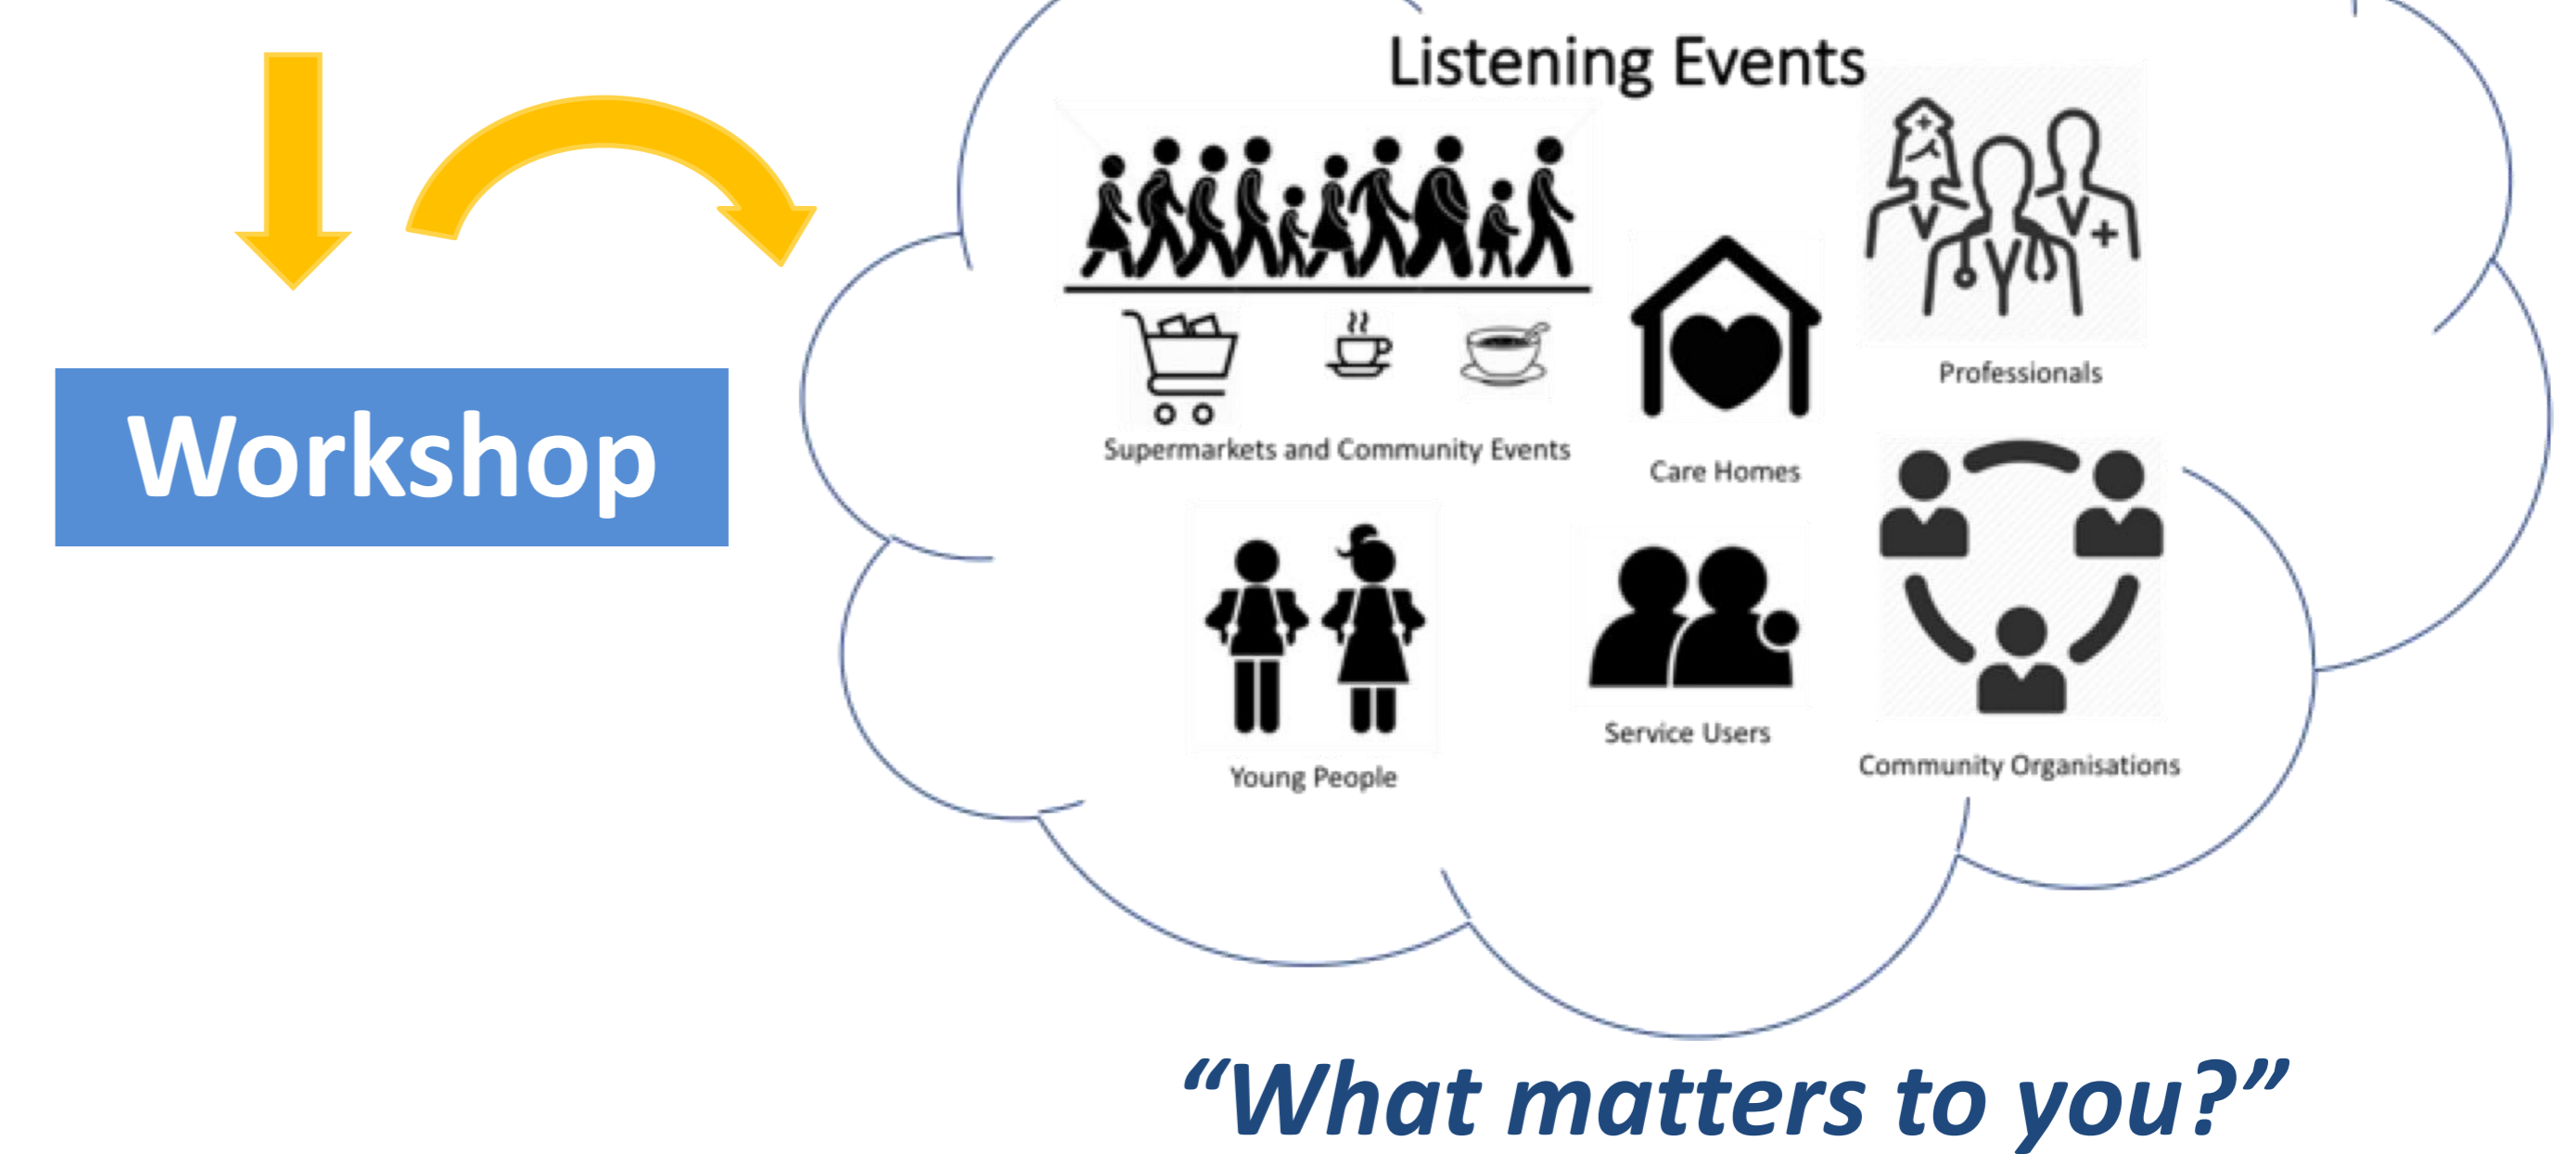 Listening Events
Workshop
Supermarkets and Community Events
Care Homes
Professionals
Young People
Service Users
Community Organisations
“What matters to you?”